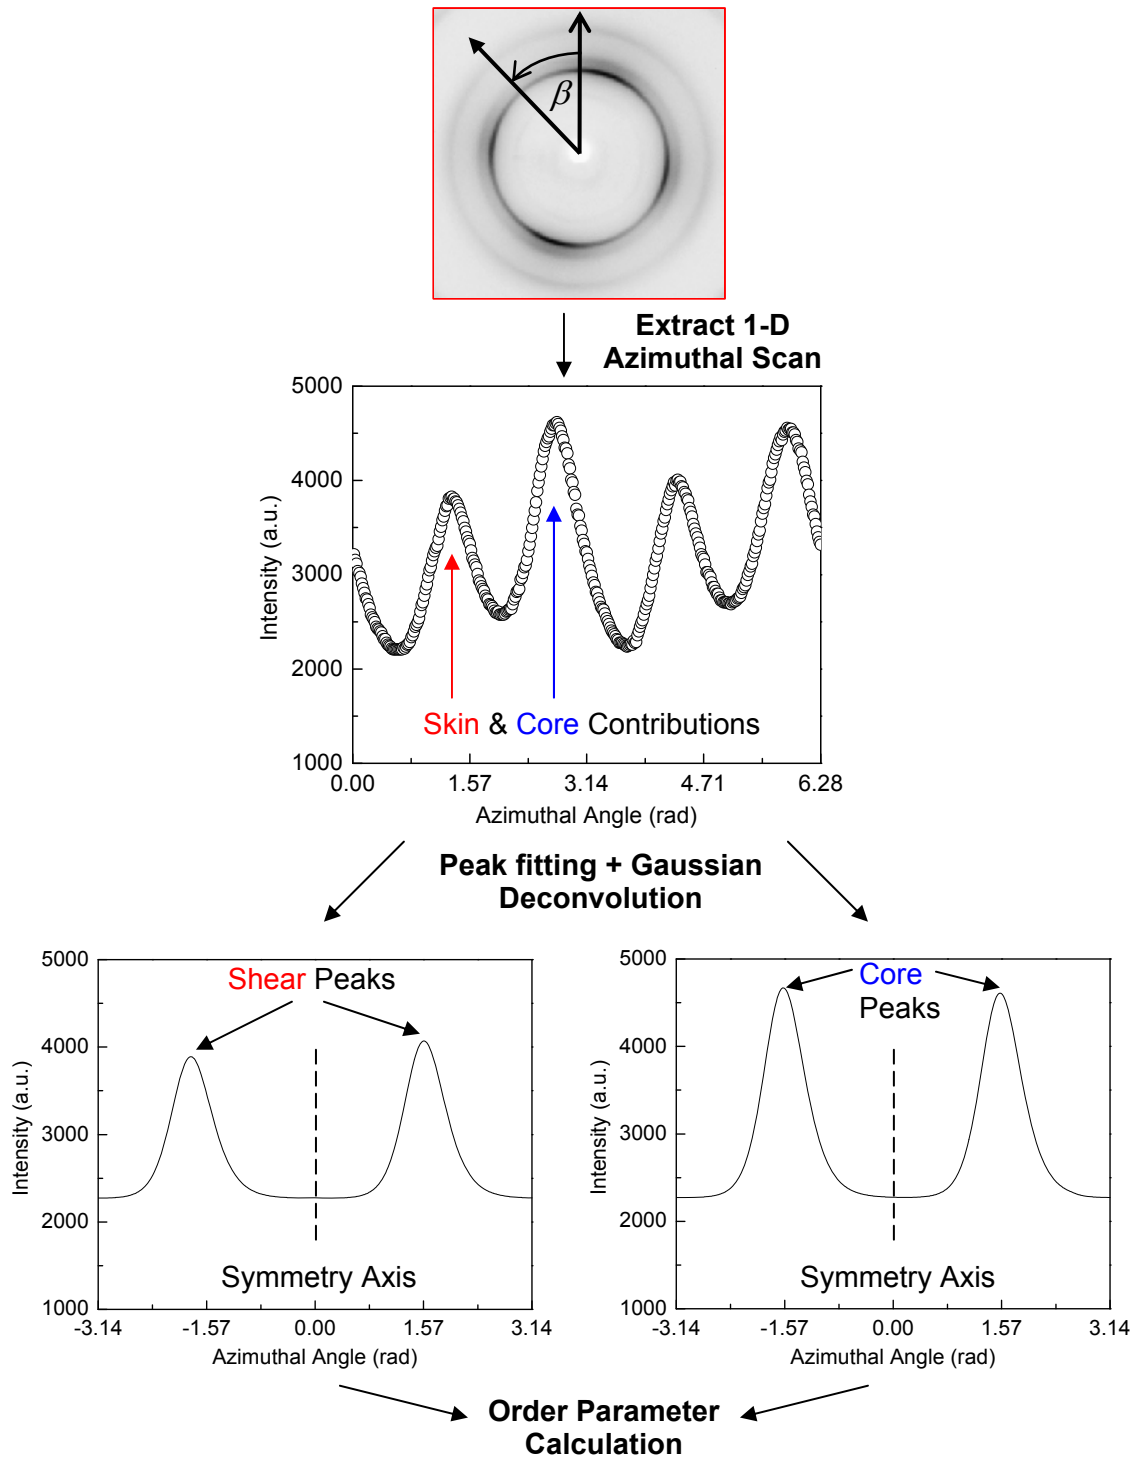 β
Extract 1-D
Azimuthal Scan
5000
4000
3000
2000
1000
Intensity (a.u.)
Skin & Core Contributions
0.00 1.57 3.14 4.71 6.28
Azimuthal Angle (rad)
Peak fitting + Gaussian
Deconvolution
5000
4000
3000
2000
1000
Intensity (a.u.)
Shear Peaks
Symmetry Axis
-3.14 -1.57 0.00 1.57 3.14
Azimuthal Angle (rad)
5000
4000
3000
2000
1000
Intensity (a.u.)
Core
Peaks
Symmetry Axis
-3.14 -1.57 0.00 1.57 3.14
Azimuthal Angle (rad)
Order Parameter
Calculation